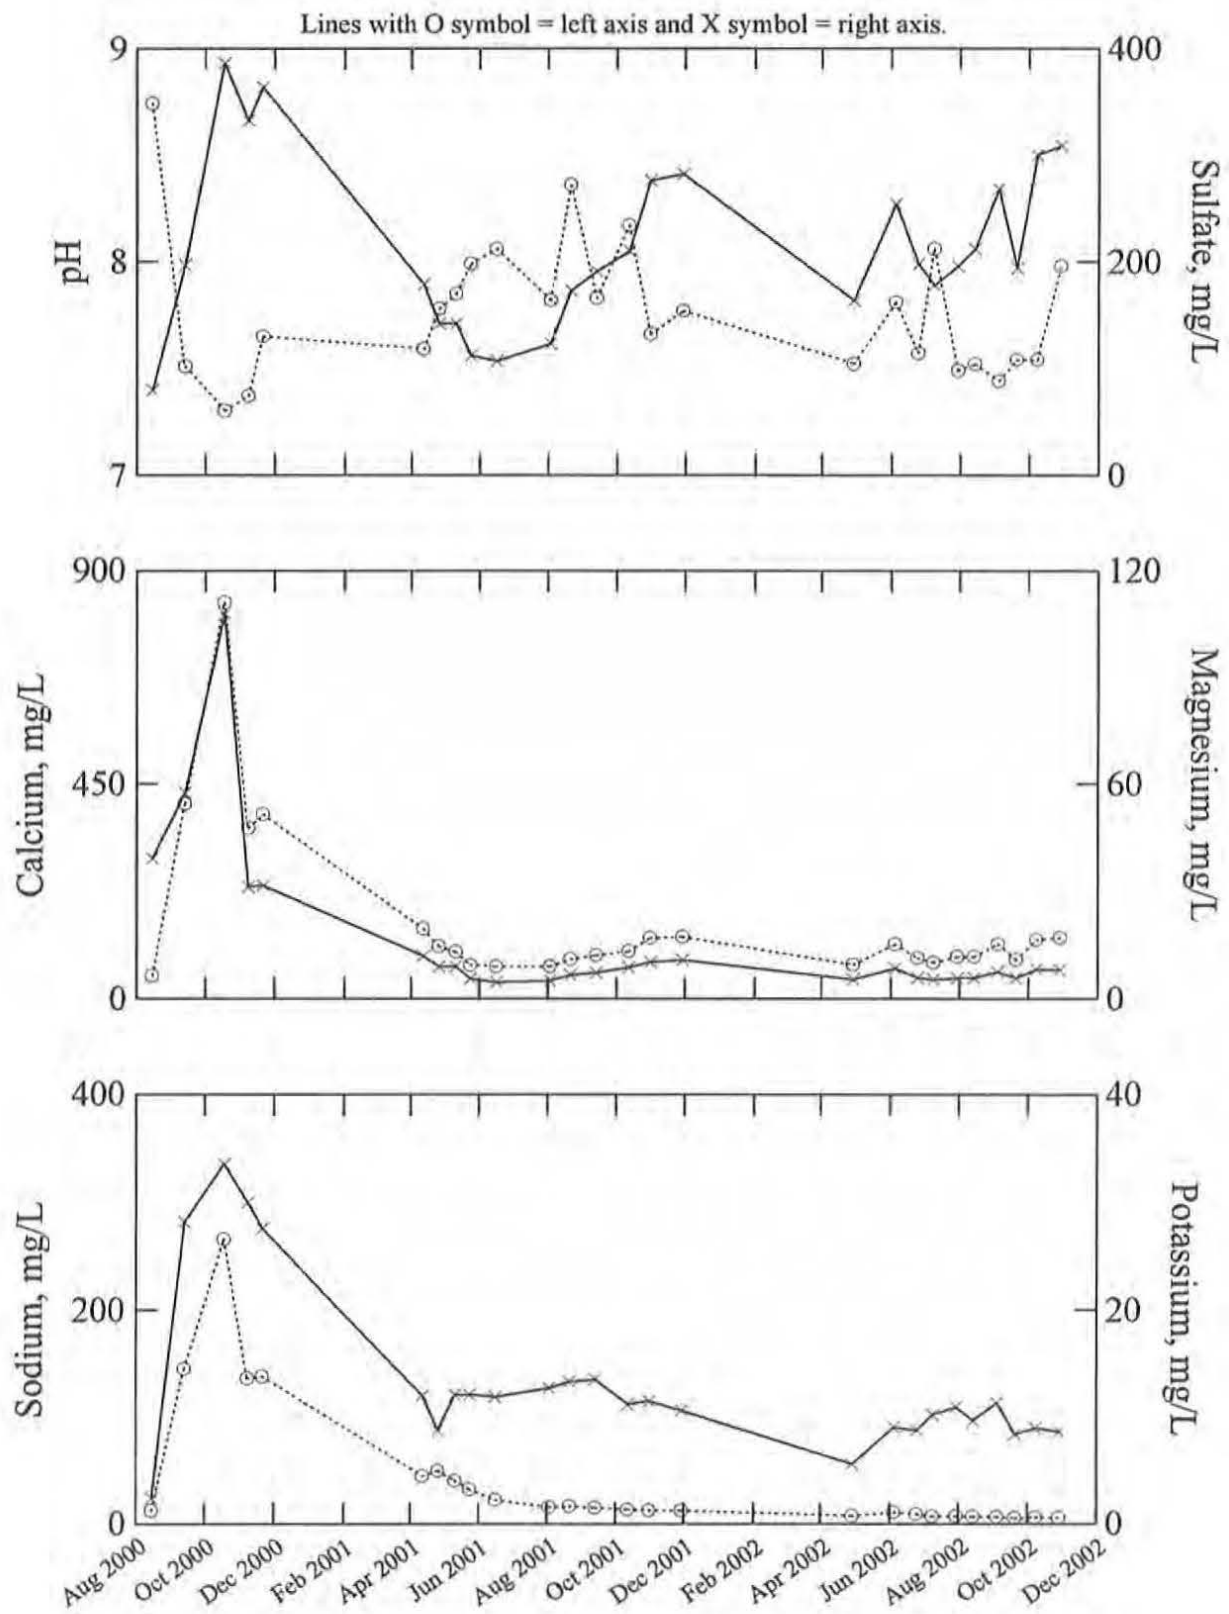 Lines with O symbol = left axis and X symbol = right axis.
9
8
7
pH
400
200
0
Sulfate, mg/L
900
450
0
Calcium, mg/L
120
60
0
Magnesium, mg/L
400
200
0
Sodium, mg/L
40
20
0
Potassium, mg/L
Aug 2000
Oct 2000
Dec 2000
Feb 2001
Apr 2001
Jun 2001
Aug 2001
Oct 2001
Dec 2001
Feb 2002
Apr 2002
Jun 2002
Aug 2002
Oct 2002
Dec 2002